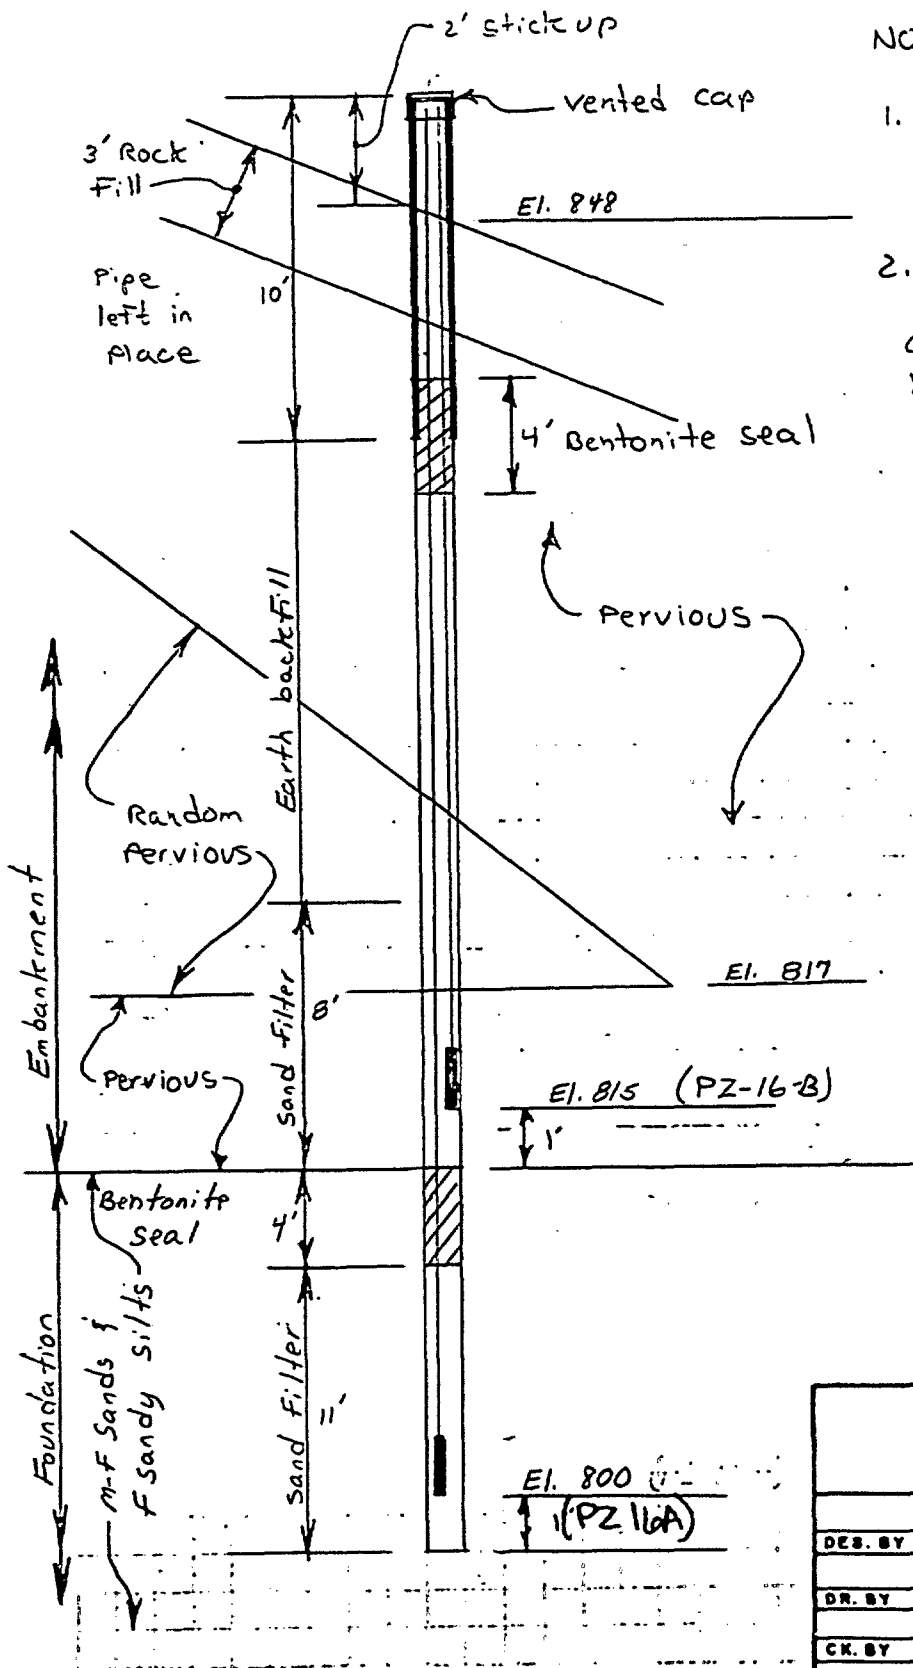 2' stick up
NO
vented cap
1.
3' Rock
Fill
El. 848
2.
Pipe
left in
Place
10'
4' Bentonite seal
Pervious
Earth backfill
Random
Pervious
Embankment
Sand Filter
8'
El. 817
Pervious
El. 815 (PZ-16-B)
1'
Bentonite
seal
4'
Foundation
M-F Sands &
F Sandy silts
Sand Filter
11'
El. 800
1' (PZ 16A)
DES. BY
DR. BY
CK. BY